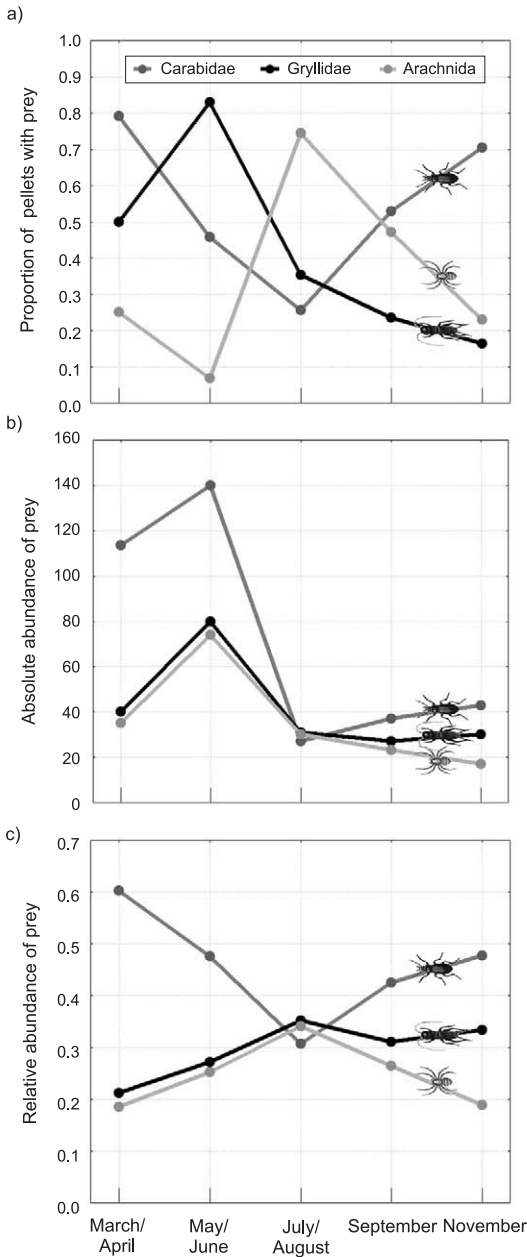 a)
1.0
0.9
0.8
0.7
0.6
0.5
0.4
0.3
0.2
0.1
0.0
Proportion of pellets with prey
Carabidae Gryllidae Arachnida
b)
160
140
120
100
80
60
40
20
0
Absolute abundance of prey
c)
0.7
0.6
0.5
0.4
0.3
0.2
0.1
0.0
Relative abundance of prey
March/
April
May/
June
July/
August
September
November